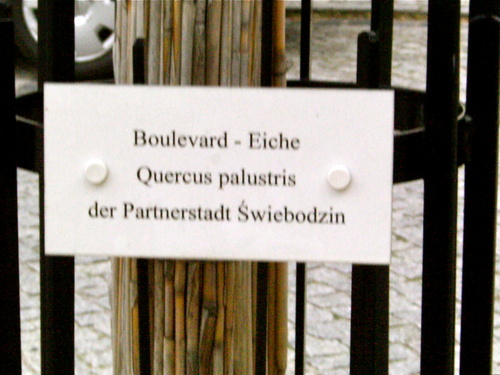 Boulevard - Eiche
Quercus palustris
der Partnerstadt Świebodzin